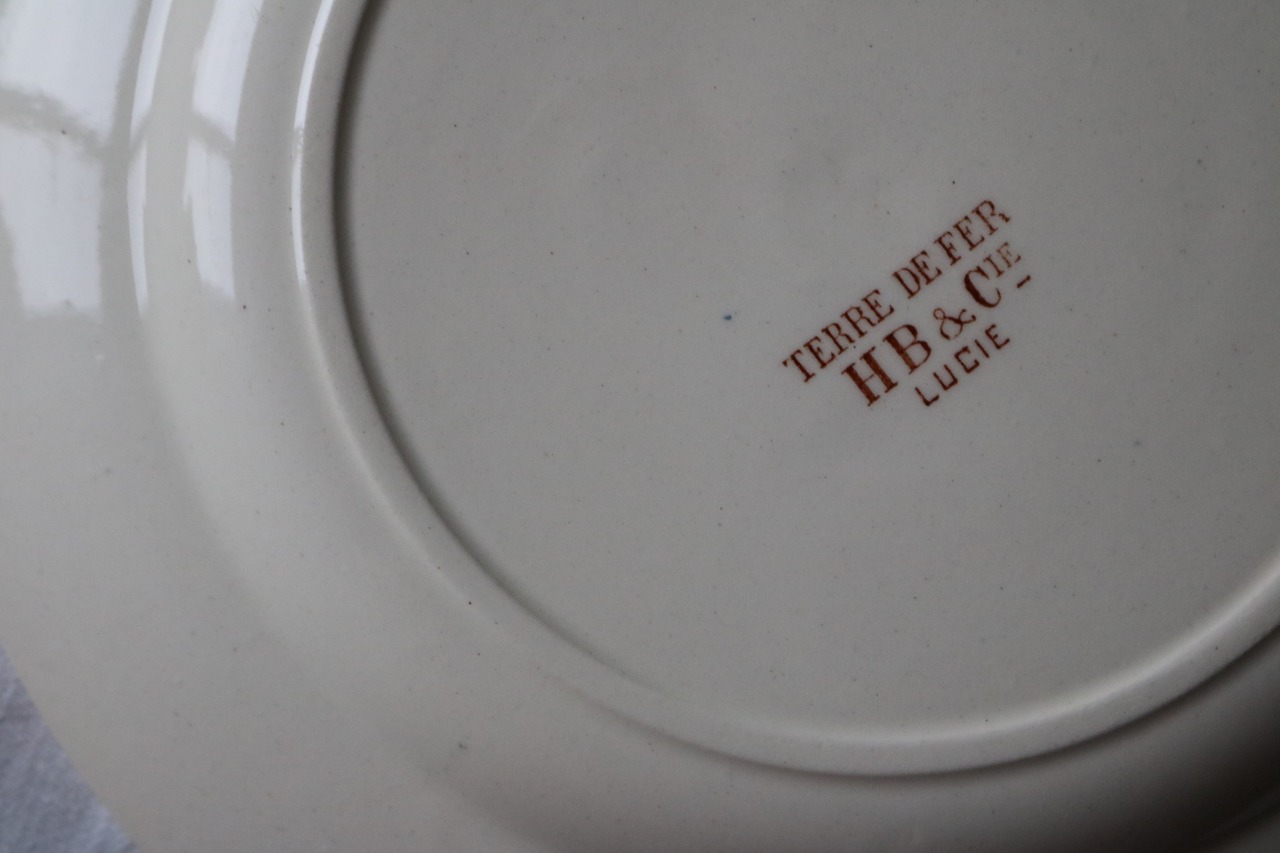 TERRE DE FER
HB & CIE
LUCIE